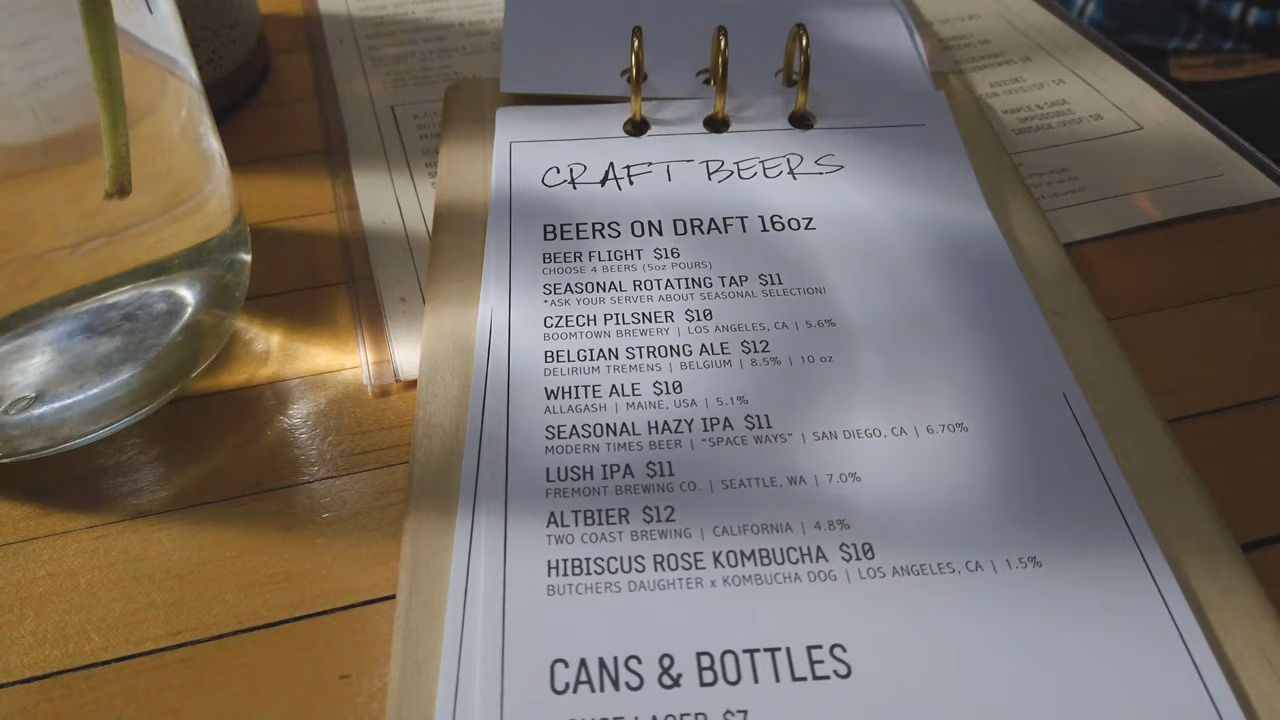 CRAFT BEERS
BEERS ON DRAFT 16oz
BEER FLIGHT $16
CHOOSE 4 BEERS (5oz POURS)
SEASONAL ROTATING TAP $11
*ASK YOUR SERVER ABOUT SEASONAL SELECTION!
CZECH PILSNER $10
BOOMTOWN BREWERY | LOS ANGELES, CA | 5.6%
BELGIAN STRONG ALE $12
DELIRIUM TREMENS | BELGIUM | 8.5% | 10 oz
WHITE ALE $10
ALLAGASH | MAINE, USA | 5.1%
SEASONAL HAZY IPA $11
MODERN TIMES BEER | "SPACE WAYS" | SAN DIEGO, CA | 6.70%
LUSH IPA $11
FREMONT BREWING CO. | SEATTLE, WA | 7.0%
ALTBIER $12
TWO COAST BREWING | CALIFORNIA | 4.8%
HIBISCUS ROSE KOMBUCHA $10
BUTCHERS DAUGHTER x KOMBUCHA DOG | LOS ANGELES, CA | 1.5%
CANS & BOTTLES
LAGER $7
MAPLE & SAGE
IMPOSSIBLE